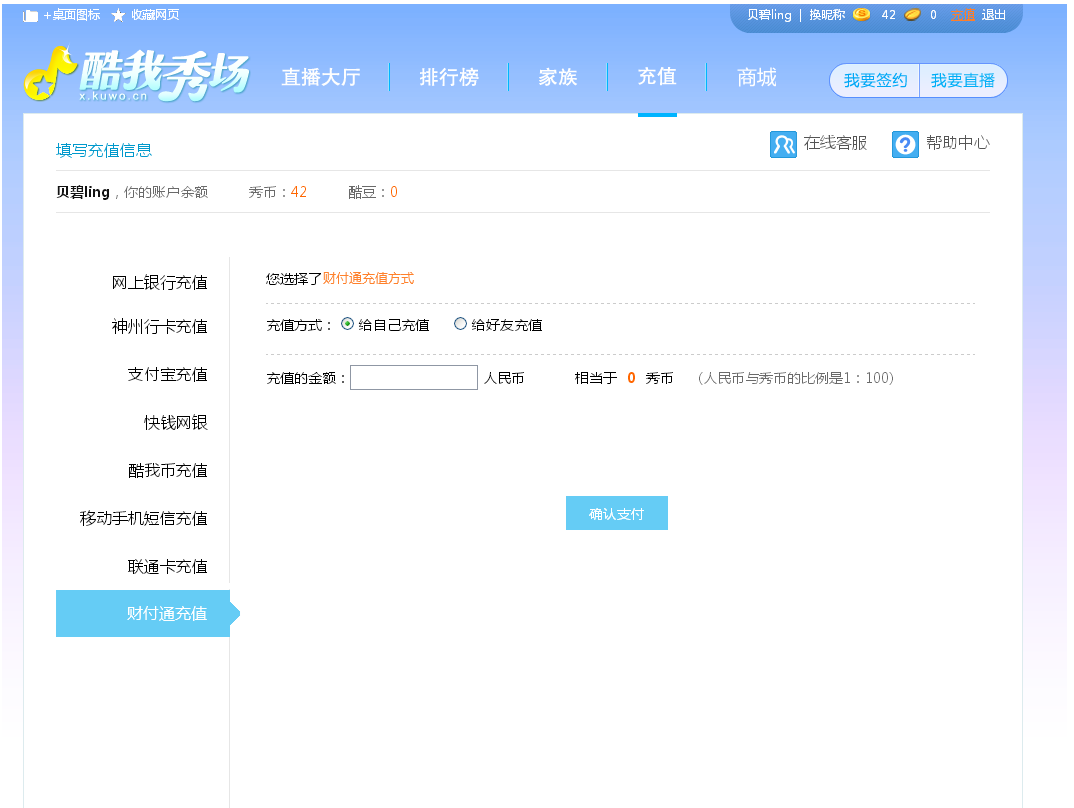 +桌面图标 收藏网页 贝碧ling | 换昵称 42 0 充值 退出
酷我秀场 直播大厅 排行榜 家族 充值 商城 我要签约 我要直播
x.kuwo.cn
填写充值信息 在线客服 ? 帮助中心
贝碧ling，你的账户余额 秀币：42 酷豆：0
网上银行充值
神州行卡充值
支付宝充值
快钱网银
酷我币充值
移动手机短信充值
联通卡充值
财付通充值
您选择了财付通充值方式
充值方式： 给自己充值 给好友充值
充值的金额： 人民币 相当于 0 秀币 （人民币与秀币的比例是1：100）
确认支付